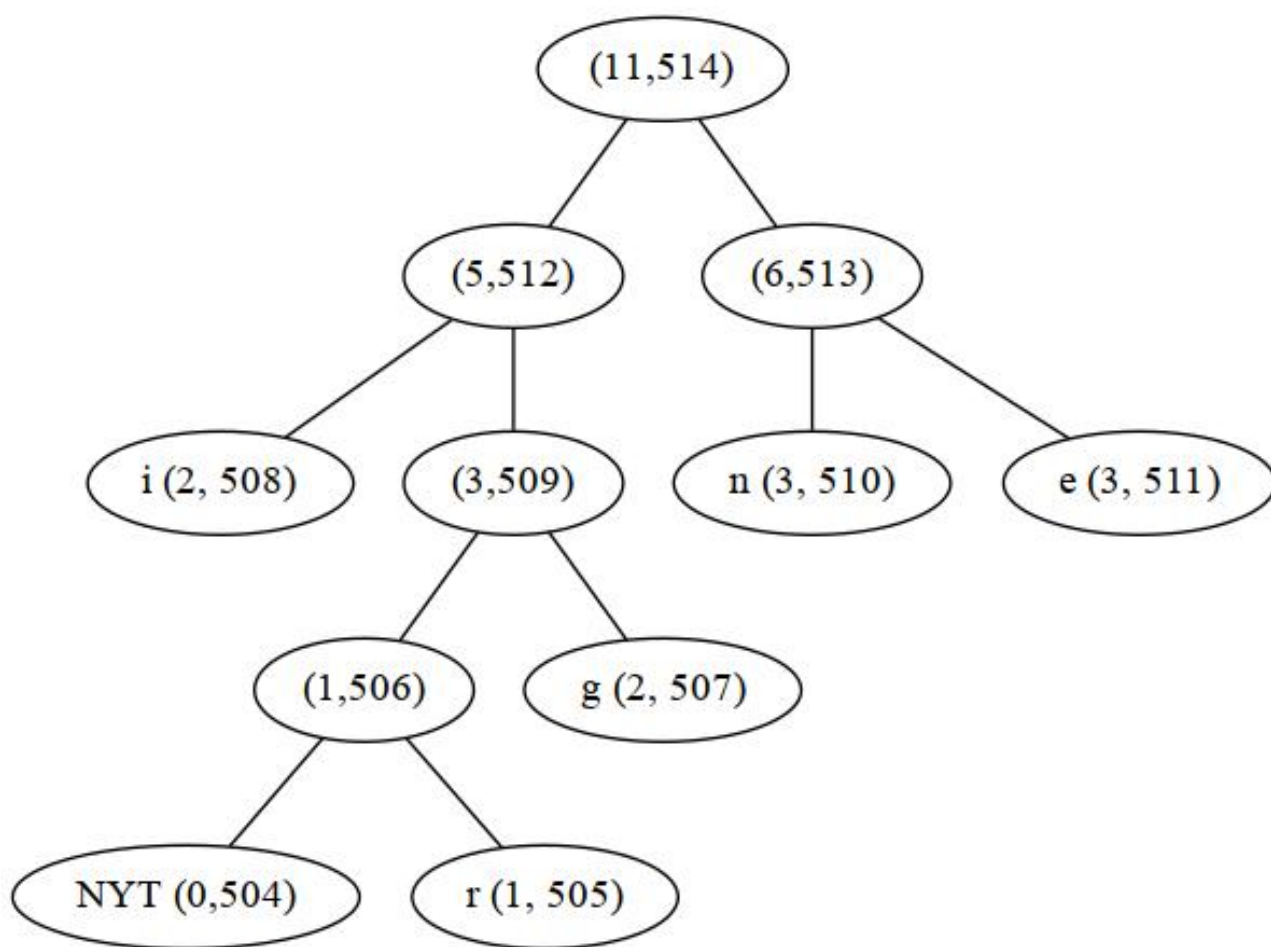 (11,514)
(5,512)
(6,513)
i (2, 508)
(3,509)
n (3, 510)
e (3, 511)
(1,506)
g (2, 507)
NYT (0,504)
r (1, 505)